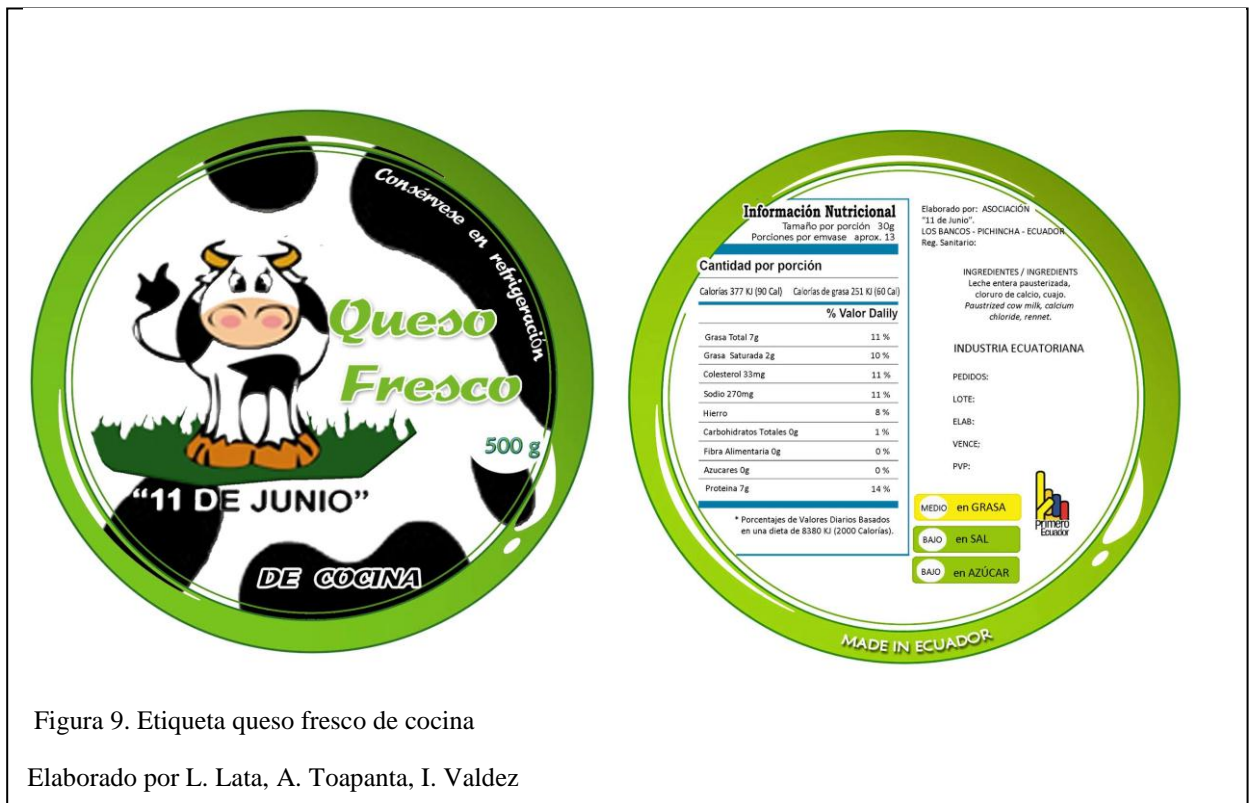 Consérvese en refrigeración
Queso
Fresco
500 g
"11 DE JUNIO"
DE COCINA
Información Nutricional
Tamaño por porción 30g
Porciones por emvase aprox. 13
Cantidad por porción
Calorías 377 KJ (90 Cal) Calorías de grasa 251 KJ (60 Cal)
% Valor Dalily
Grasa Total 7g 11 %
Grasa Saturada 2g 10 %
Colesterol 33mg 11 %
Sodio 270mg 11 %
Hierro 8 %
Carbohidratos Totales 0g 1 %
Fibra Alimentaria 0g 0 %
Azucares 0g 0 %
Proteina 7g 14 %
* Porcentajes de Valores Diarios Basados
en una dieta de 8380 KJ (2000 Calorías).
Elaborado por: ASOCIACIÓN
"11 de Junio".
LOS BANCOS - PICHINCHA - ECUADOR
Reg. Sanitario:
INGREDIENTES / INGREDIENTS
Leche entera pausterizada,
cloruro de calcio, cuajo.
Paustrized cow milk, calcium
chloride, rennet.
INDUSTRIA ECUATORIANA
PEDIDOS:
LOTE:
ELAB:
VENCE:
PVP:
MEDIO en GRASA
BAJO en SAL
BAJO en AZÚCAR
Primero
Ecuador
MADE IN ECUADOR
Figura 9. Etiqueta queso fresco de cocina
Elaborado por L. Lata, A. Toapanta, I. Valdez